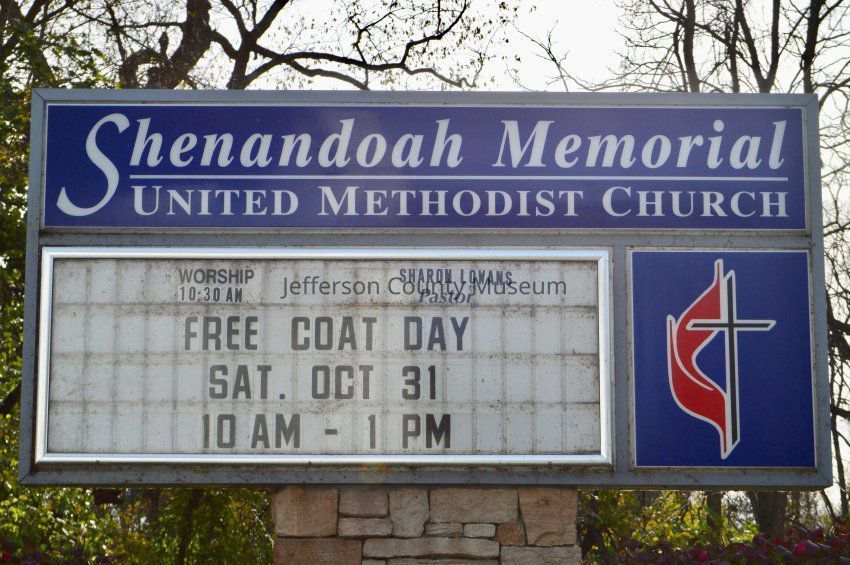 Shenandoah Memorial
UNITED METHODIST CHURCH
WORSHIP
10:30 AM
SHARON LOMANS
Pastor
Jefferson County Museum
FREE COAT DAY
SAT. OCT 31
10 AM - 1 PM